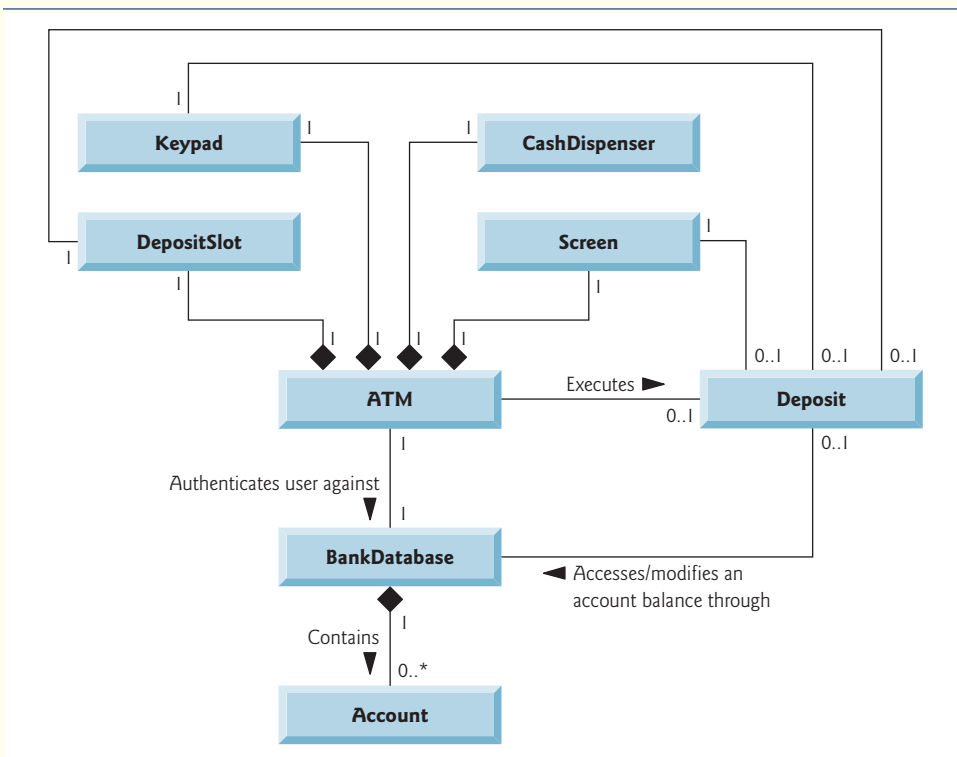 1
Keypad
1
1
CashDispenser
DepositSlot
1
1
Screen
1
1
1
1
1
1
0..1
0..1
0..1
ATM
Executes
0..1
Deposit
1
0..1
Authenticates user against
1
BankDatabase
Accesses/modifies an
account balance through
1
Contains
0..*
Account